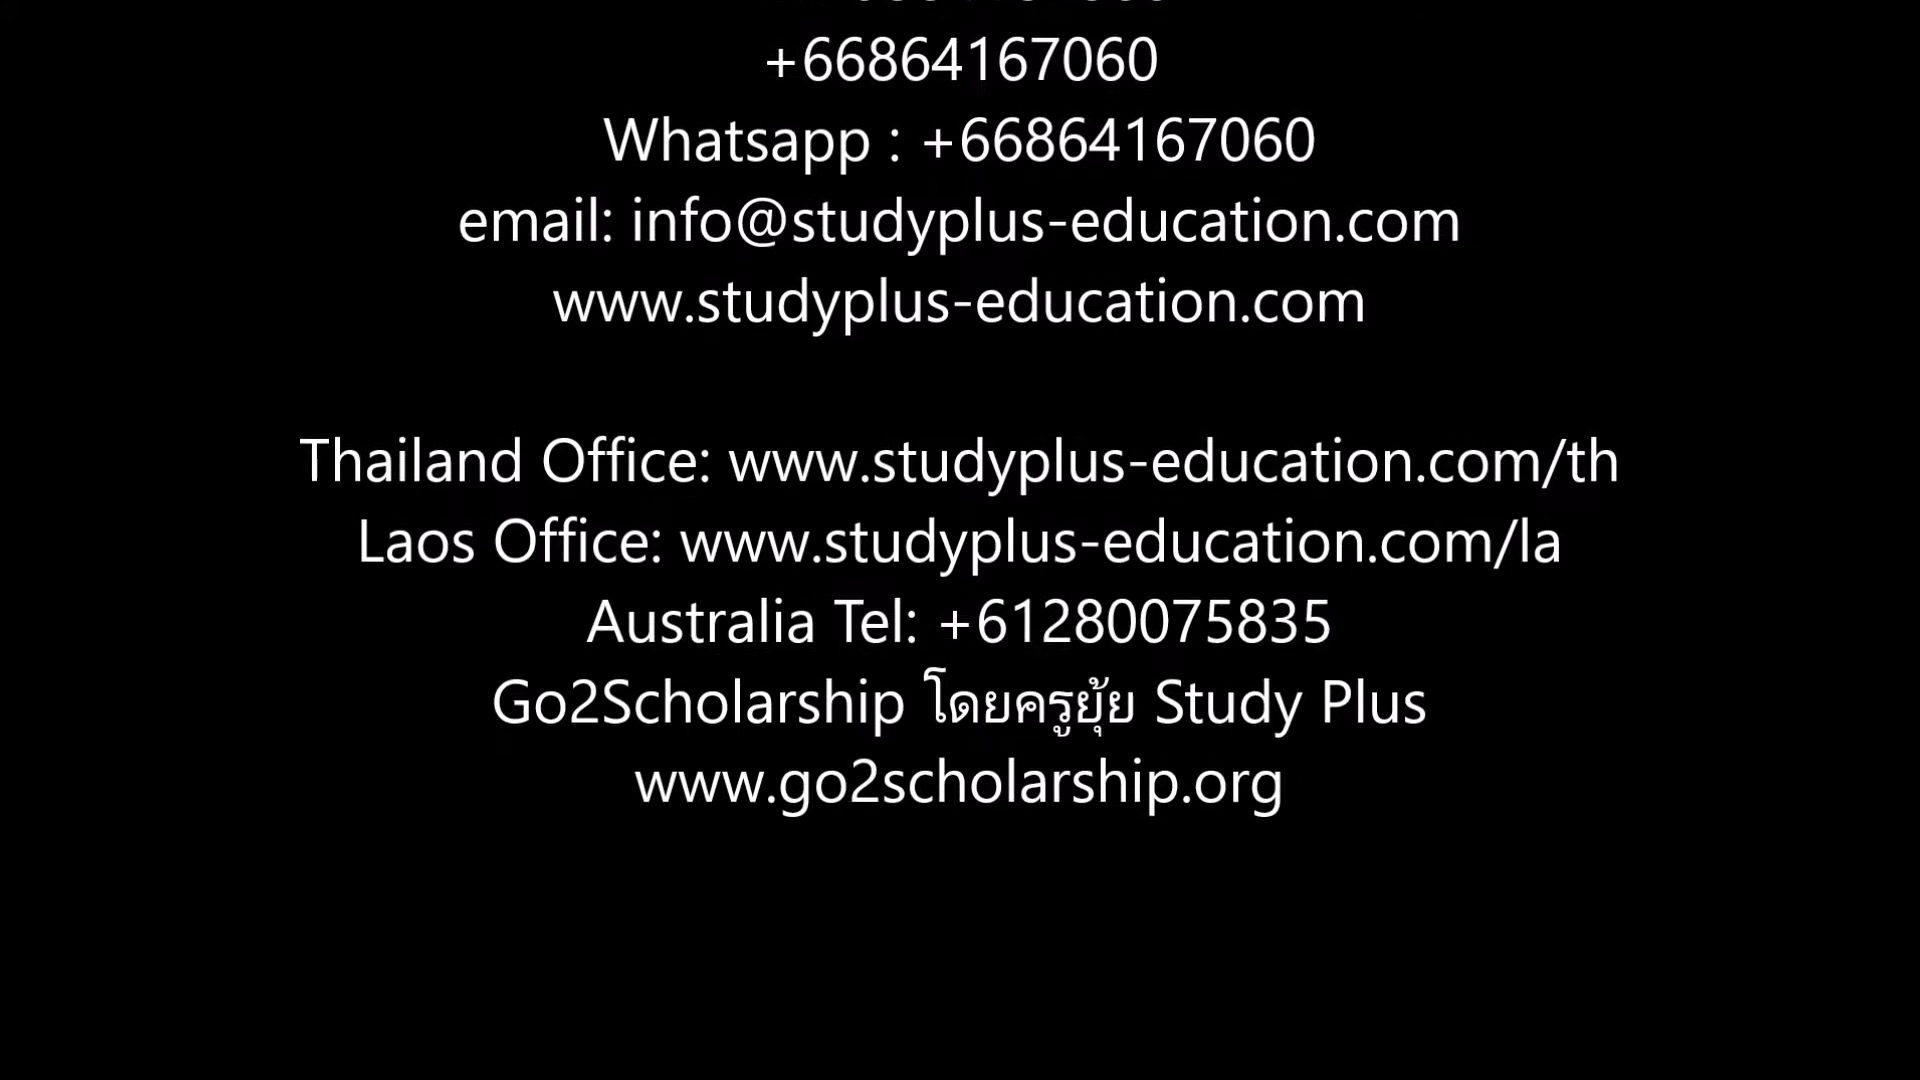 +66864167060
Whatsapp : +66864167060
email: info@studyplus-education.com
www.studyplus-education.com
Thailand Office: www.studyplus-education.com/th
Laos Office: www.studyplus-education.com/la
Australia Tel: +61280075835
Go2Scholarship โดยครูยุ้ย Study Plus
www.go2scholarship.org